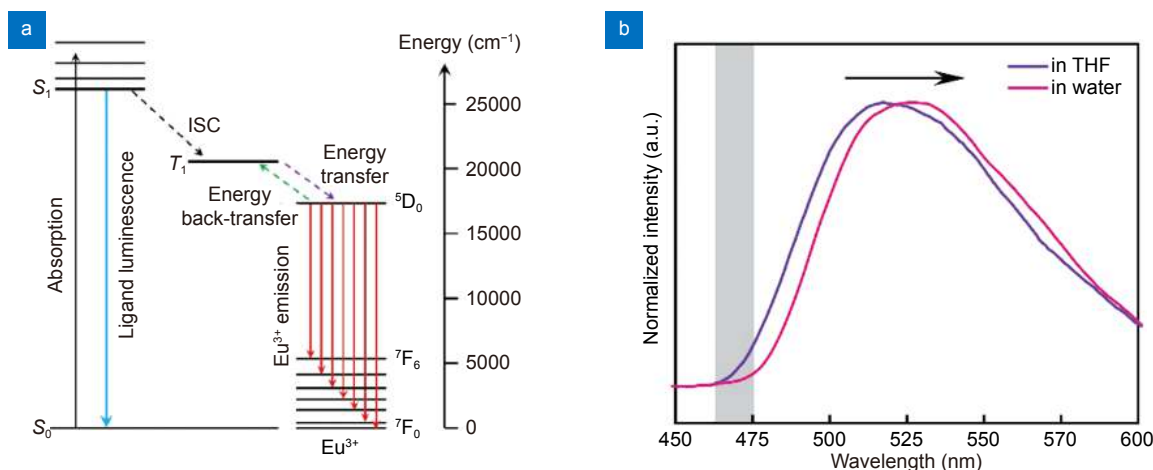 a
Energy (cm⁻¹)
S₁
25000
ISC
T₁
20000
Energy
transfer
Energy
back-transfer
⁵D₀
Absorption
Ligand luminescence
Eu³⁺ emission
15000
10000
⁷F₆
5000
S₀
⁷F₀
0
Eu³⁺
b
in THF
in water
Normalized intensity (a.u.)
450
475
500
525
550
570
600
Wavelength (nm)